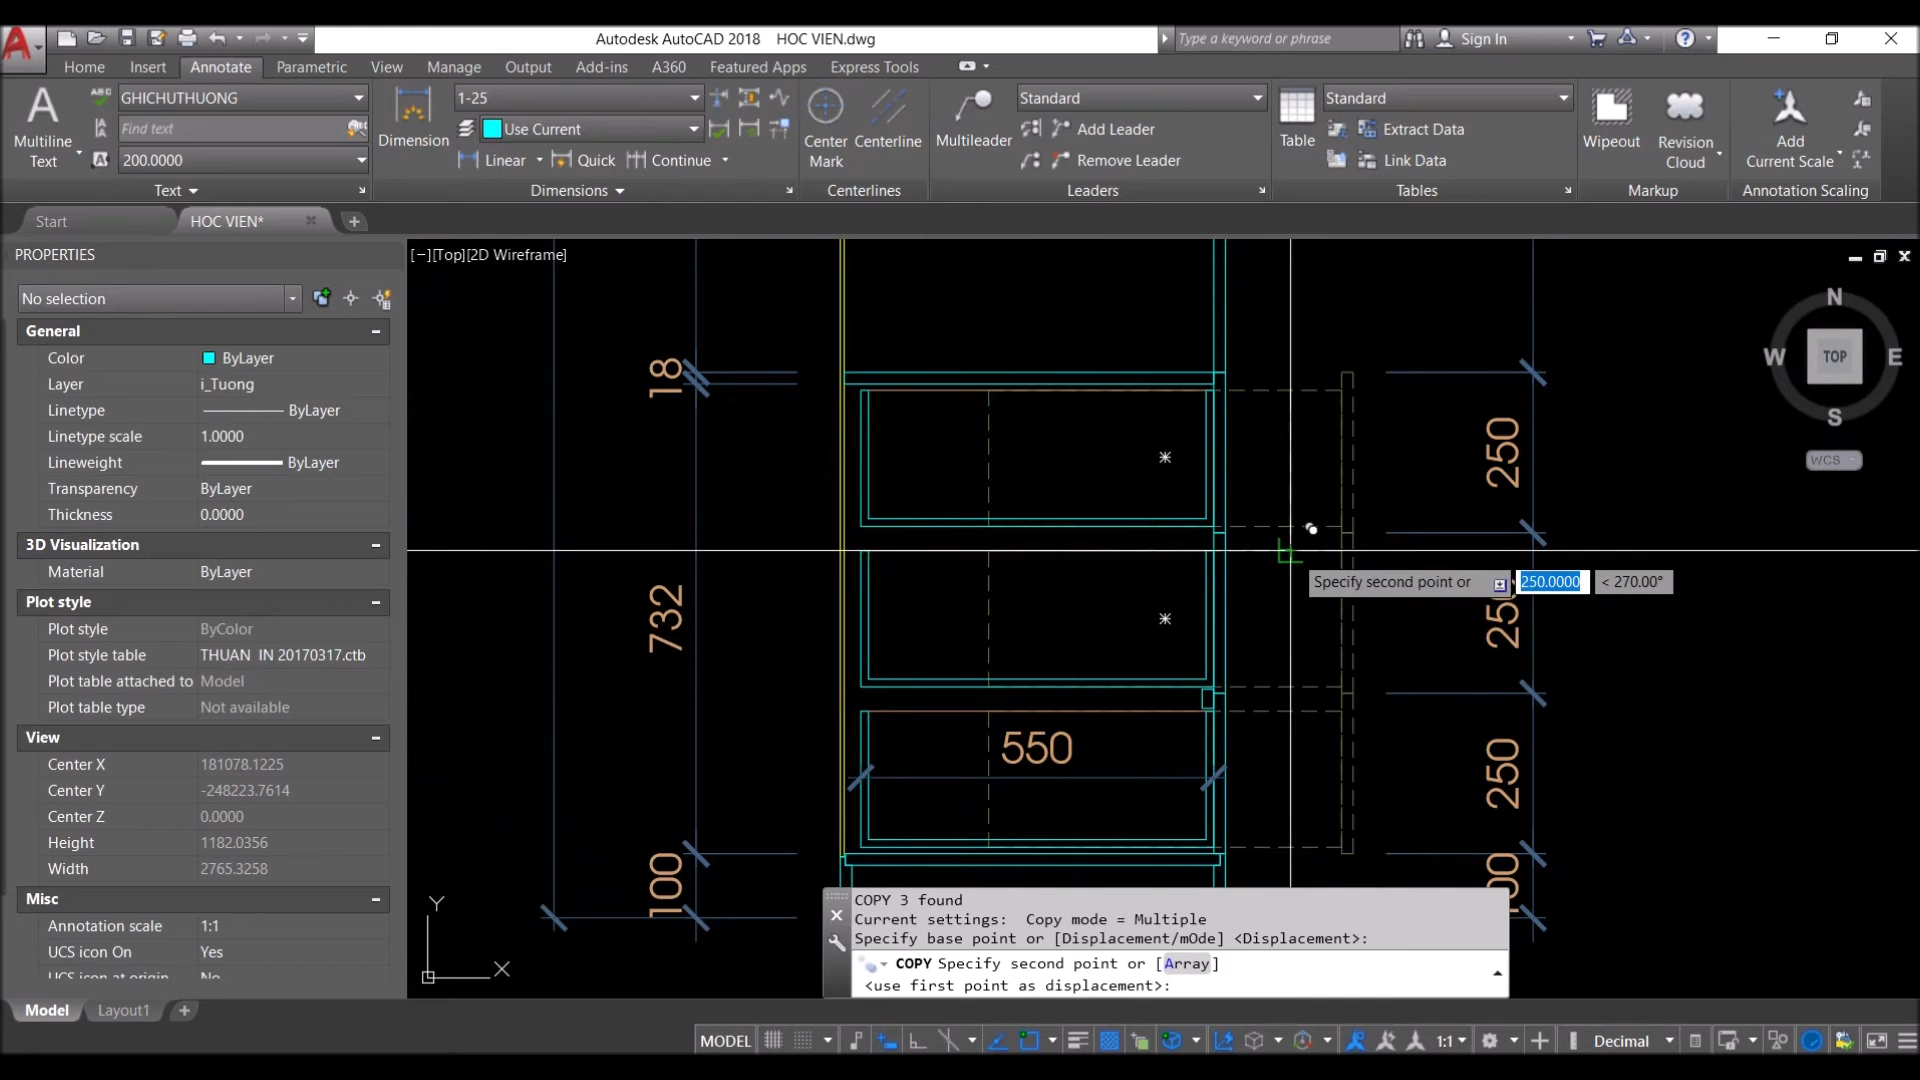 Autodesk AutoCAD 2018 HOC VIEN.dwg
Type a keyword or phrase
Sign In
Home Insert Annotate Parametric View Manage Output Add-ins A360 Featured Apps Express Tools
Multiline
Text
GHICHUTHUONG
Find text
200.0000
Text
Dimension
1-25
Use Current
Linear Quick Continue
Dimensions
Center
Mark
Centerline
Centerlines
Multileader
Standard
Add Leader
Remove Leader
Leaders
Table
Standard
Extract Data
Link Data
Tables
Wipeout
Revision
Cloud
Markup
Add
Current Scale
Annotation Scaling
Start
HOC VIEN*
PROPERTIES
No selection
General
Color ByLayer
Layer i_Tuong
Linetype ByLayer
Linetype scale 1.0000
Lineweight ByLayer
Transparency ByLayer
Thickness 0.0000
3D Visualization
Material ByLayer
Plot style
Plot style ByColor
Plot style table THUAN IN 20170317.ctb
Plot table attached to Model
Plot table type Not available
View
Center X 181078.1225
Center Y -248223.7614
Center Z 0.0000
Height 1182.0356
Width 2765.3258
Misc
Annotation scale 1:1
UCS icon On Yes
UCS icon at origin No
[−][Top][2D Wireframe]
N
W TOP E
S
WCS
18
732
100
550
250
250
250
Specify second point or 250.0000 < 270.00°
Y
X
COPY 3 found
Current settings: Copy mode = Multiple
Specify base point or [Displacement/mOde] <Displacement>:
COPY Specify second point or [Array]
<use first point as displacement>:
Model Layout1
MODEL
1:1
Decimal